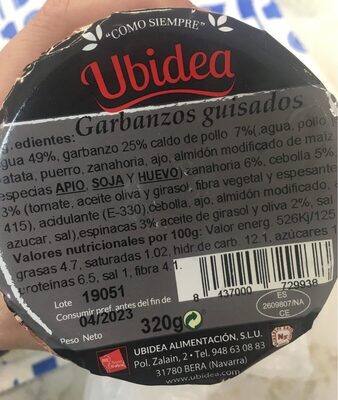 "COMO SIEMPRE"
Ubidea
Garbanzos guisados
gredientes:
gua 49%, garbanzo 25% caldo de pollo 7%(,agua, pollo
atata, puerro, zanahoria, ajo, almidón modificado de maiz
especias APIO, SOJA Y HUEVO) zanahoria 6%, cebolla 5%
3% (tomate, aceite oliva y girasol, fibra vegetal y espesante
415), acidulante (E-330) cebolla, ajo, almidón modificado,
azucar, sal),espinacas 3% aceite de girasol y oliva 2%, sal
Valores nutricionales por 100g: Valor energ. 526Kj/125
grasas 4.7, saturadas 1.02, hidr de carb. 12.1, azúcares 1
proteinas 6.5, sal 1, fibra 4.1.
Lote 19051
Consumir pref. antes del fin de
04/2023
Peso Neto 320g
8 437000 729938
ES
2609807/NA
CE
UBIDEA ALIMENTACIÓN, S.L.U.
Pol. Zalain, 2 • Tel. 948 63 08 83
31780 BERA (Navarra)
www.ubidea.com